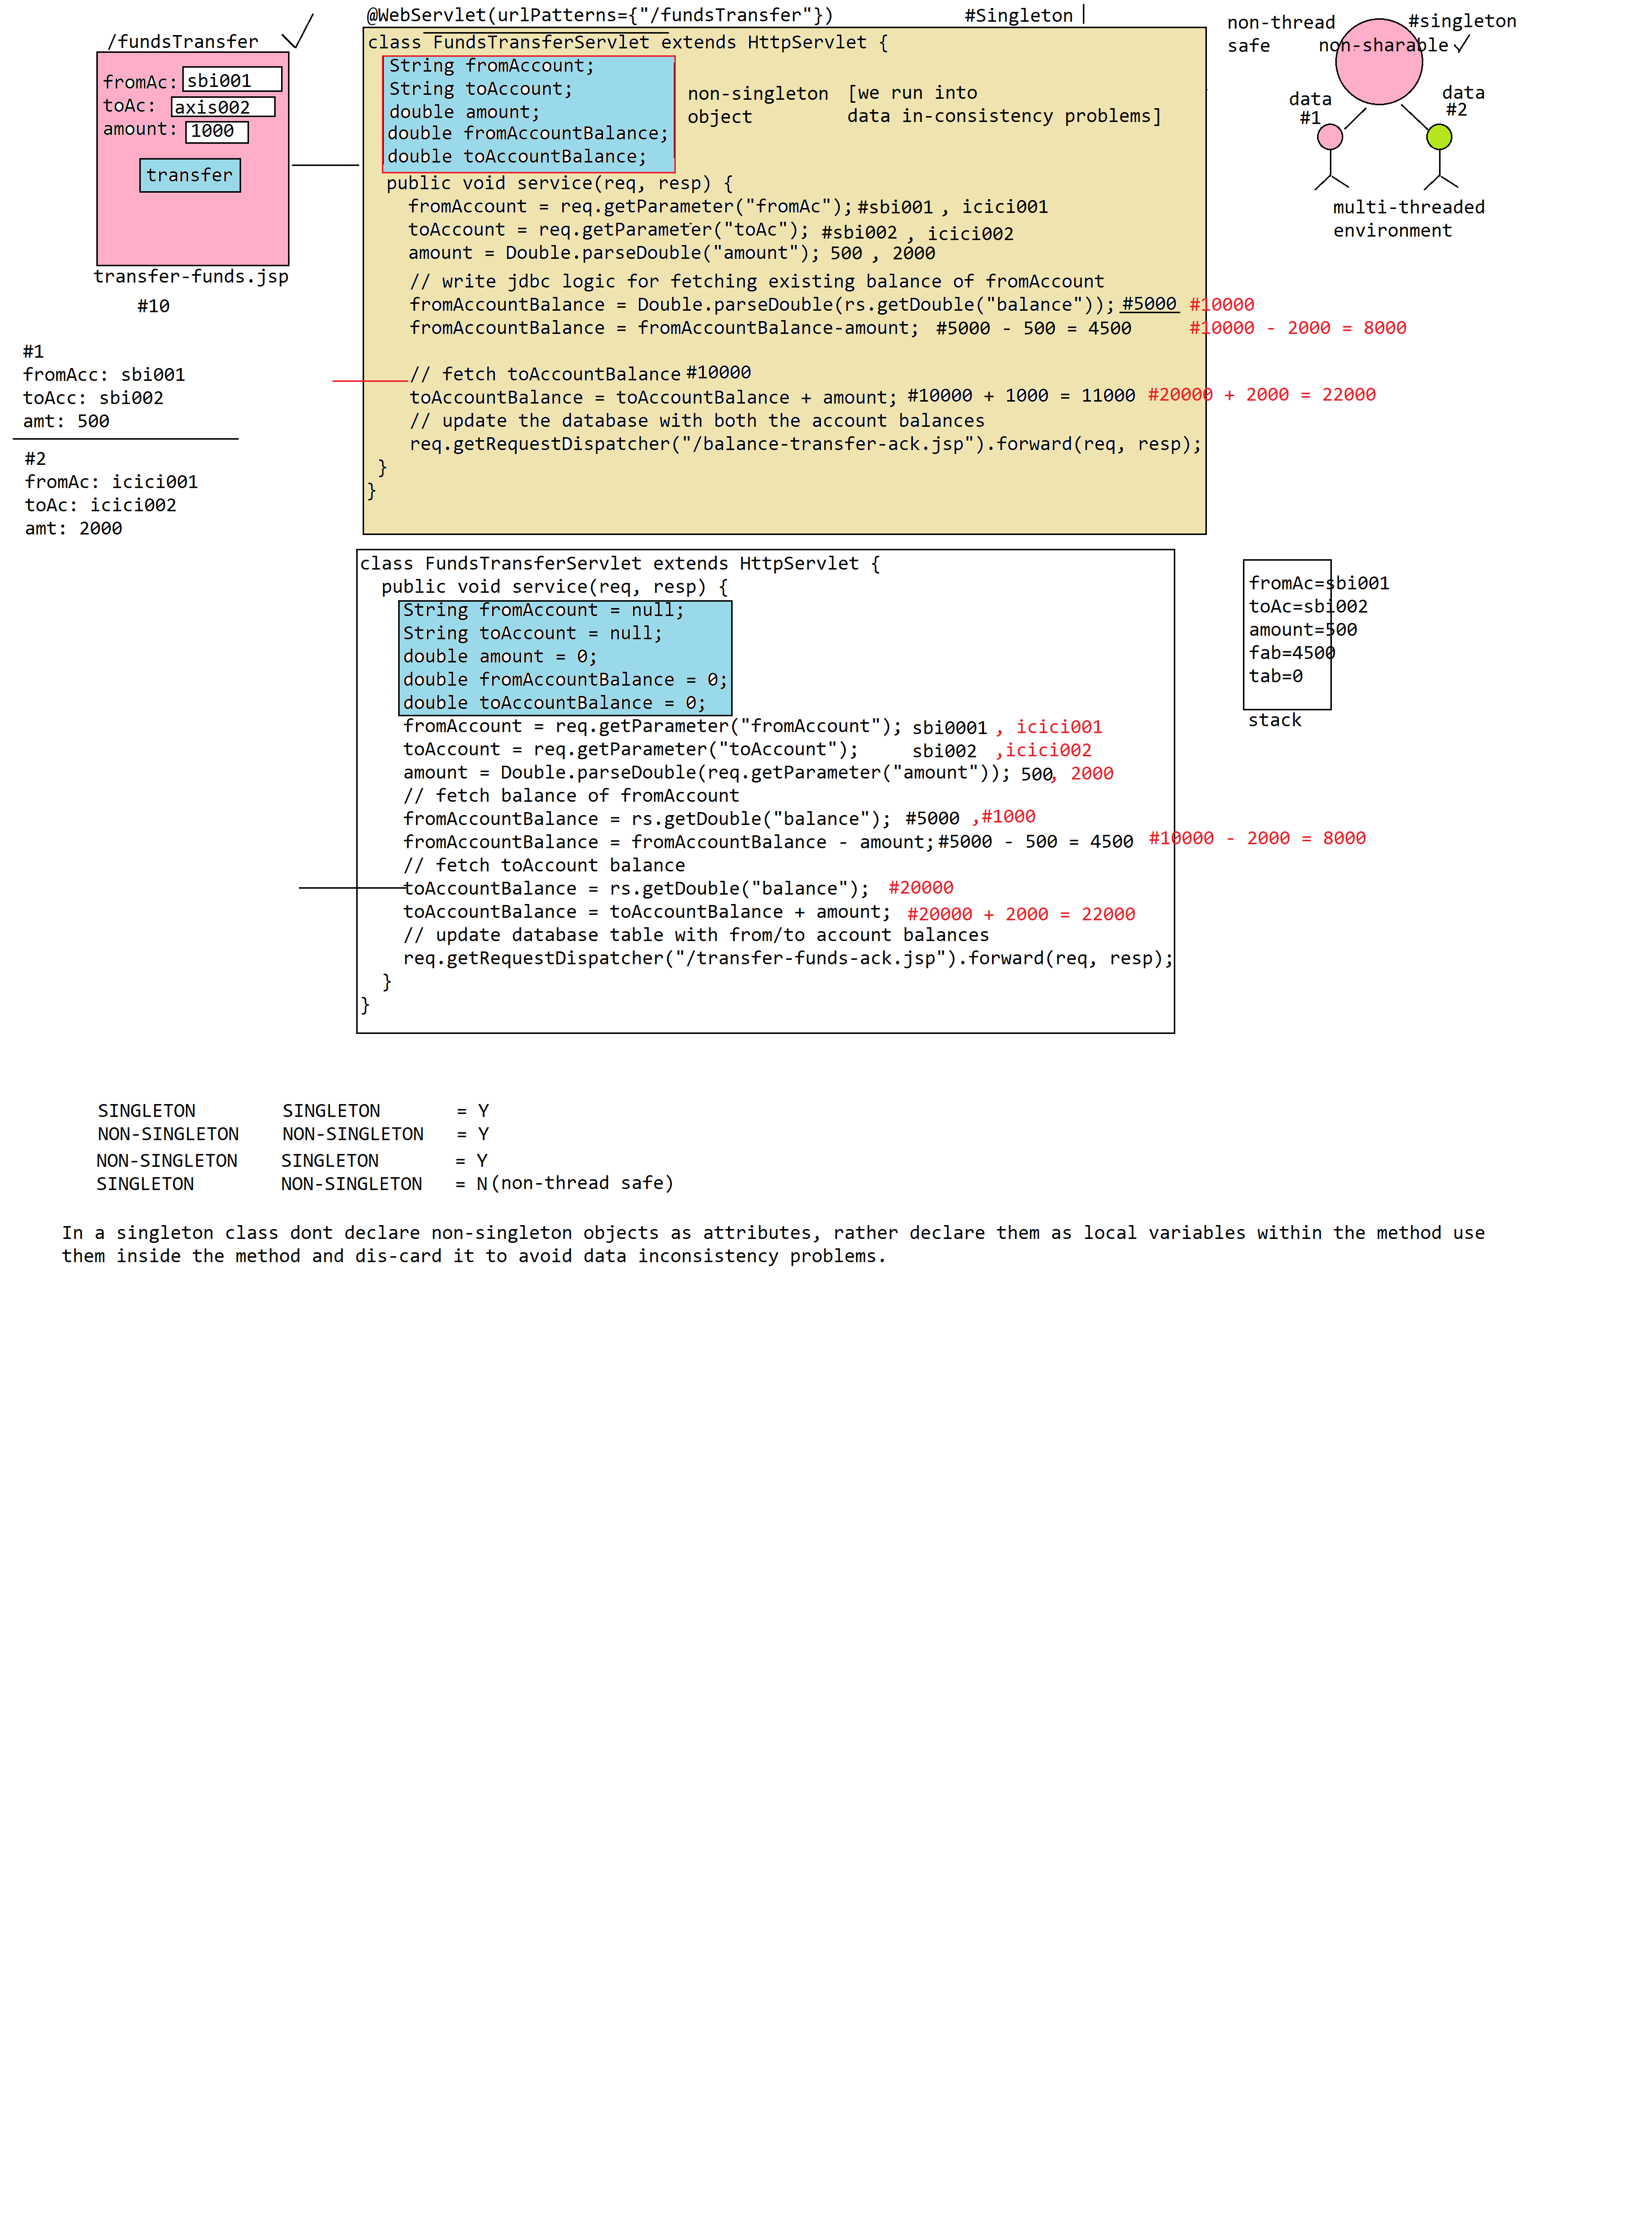 /fundsTransfer
fromAc: sbi001
toAc: axis002
amount: 1000
transfer
transfer-funds.jsp
#10
#1
fromAcc: sbi001
toAcc: sbi002
amt: 500
#2
fromAc: icici001
toAc: icici002
amt: 2000
@WebServlet(urlPatterns={"/fundsTransfer"}) #Singleton
class FundsTransferServlet extends HttpServlet {
String fromAccount;
String toAccount;
double amount;
double fromAccountBalance;
double toAccountBalance;
non-singleton
object
[we run into
data in-consistency problems]
public void service(req, resp) {
fromAccount = req.getParameter("fromAc"); #sbi001 , icici001
toAccount = req.getParameter("toAc"); #sbi002 , icici002
amount = Double.parseDouble("amount"); 500 , 2000
// write jdbc logic for fetching existing balance of fromAccount
fromAccountBalance = Double.parseDouble(rs.getDouble("balance")); #5000 #10000
fromAccountBalance = fromAccountBalance-amount; #5000 - 500 = 4500 #10000 - 2000 = 8000
// fetch toAccountBalance #10000
toAccountBalance = toAccountBalance + amount; #10000 + 1000 = 11000 #20000 + 2000 = 22000
// update the database with both the account balances
req.getRequestDispatcher("/balance-transfer-ack.jsp").forward(req, resp);
}
}
non-thread
safe
#singleton
non-sharable
data
#1
data
#2
multi-threaded
environment
class FundsTransferServlet extends HttpServlet {
public void service(req, resp) {
String fromAccount = null;
String toAccount = null;
double amount = 0;
double fromAccountBalance = 0;
double toAccountBalance = 0;
fromAccount = req.getParameter("fromAccount"); sbi0001 , icici001
toAccount = req.getParameter("toAccount"); sbi002 ,icici002
amount = Double.parseDouble(req.getParameter("amount")); 500, 2000
// fetch balance of fromAccount
fromAccountBalance = rs.getDouble("balance"); #5000 ,#1000
fromAccountBalance = fromAccountBalance - amount; #5000 - 500 = 4500 #10000 - 2000 = 8000
// fetch toAccount balance
toAccountBalance = rs.getDouble("balance"); #20000
toAccountBalance = toAccountBalance + amount; #20000 + 2000 = 22000
// update database table with from/to account balances
req.getRequestDispatcher("/transfer-funds-ack.jsp").forward(req, resp);
}
}
fromAc=sbi001
toAc=sbi002
amount=500
fab=4500
tab=0
stack
SINGLETON SINGLETON = Y
NON-SINGLETON NON-SINGLETON = Y
NON-SINGLETON SINGLETON = Y
SINGLETON NON-SINGLETON = N(non-thread safe)
In a singleton class dont declare non-singleton objects as attributes, rather declare them as local variables within the method use
them inside the method and dis-card it to avoid data inconsistency problems.